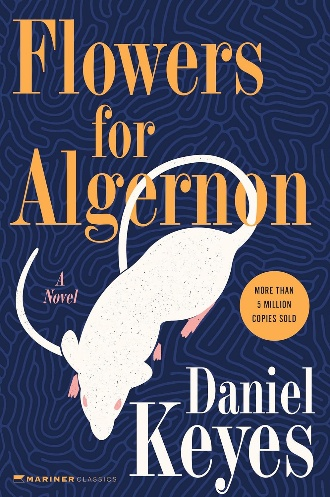 Flowers
for
Algernon
A
Novel
MORE THAN
5 MILLION
COPIES SOLD
Daniel
Keyes
MARINER CLASSICS